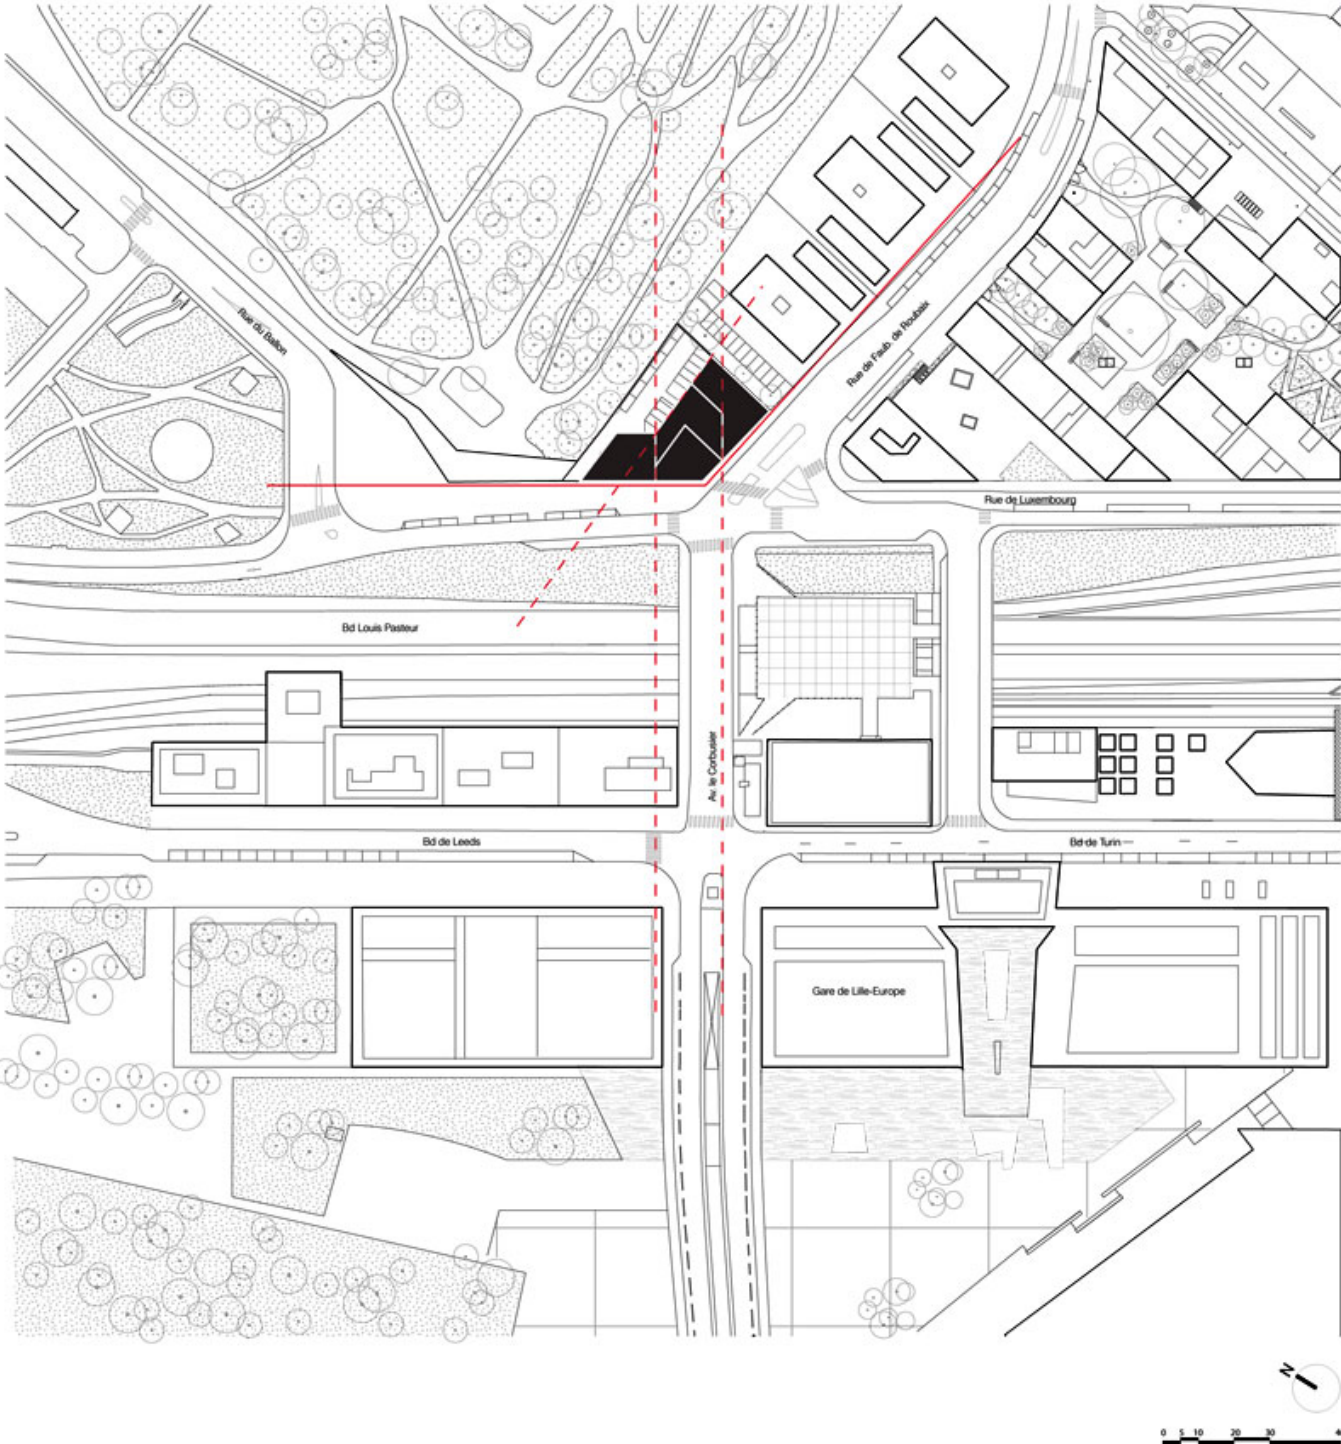 Rue du Ballon
Rue de Faub. de Roubaix
Rue de Luxembourg
Bd Louis Pasteur
Av. le Corbusier
Bd de Leeds
Bd de Turin
Gare de Lille-Europe
N
0 5 10 20 30